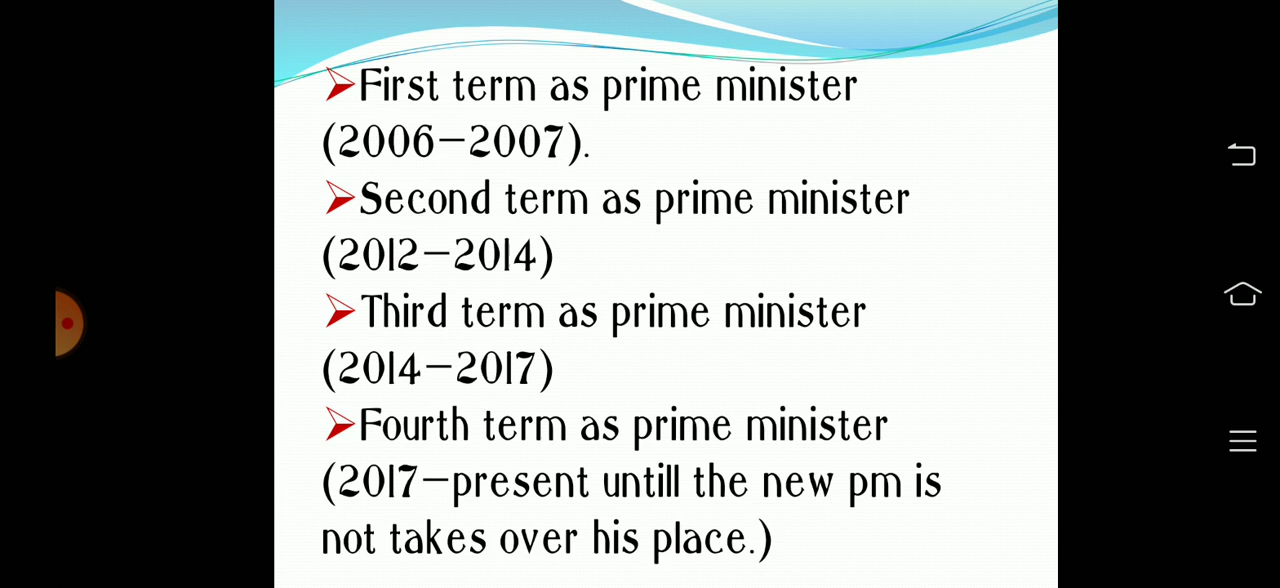 First term as prime minister
(2006-2007).
Second term as prime minister
(2012-2014)
Third term as prime minister
(2014-2017)
Fourth term as prime minister
(2017-present untill the new pm is
not takes over his place.)